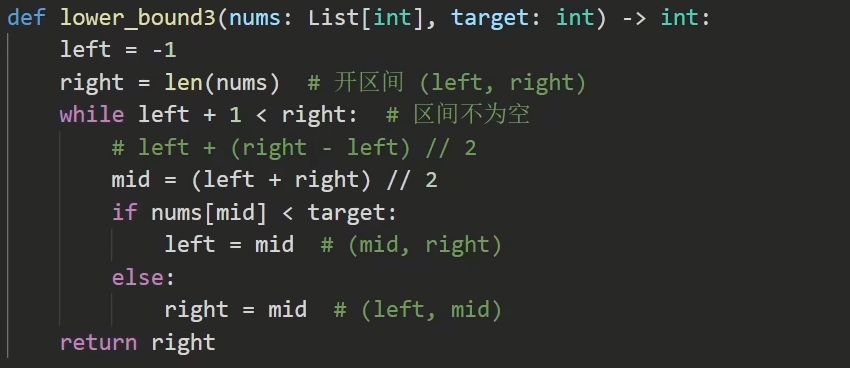 def lower_bound3(nums: List[int], target: int) -> int:
    left = -1
    right = len(nums)  # 开区间 (left, right)
    while left + 1 < right:  # 区间不为空
        # left + (right - left) // 2
        mid = (left + right) // 2
        if nums[mid] < target:
            left = mid  # (mid, right)
        else:
            right = mid  # (left, mid)
    return right